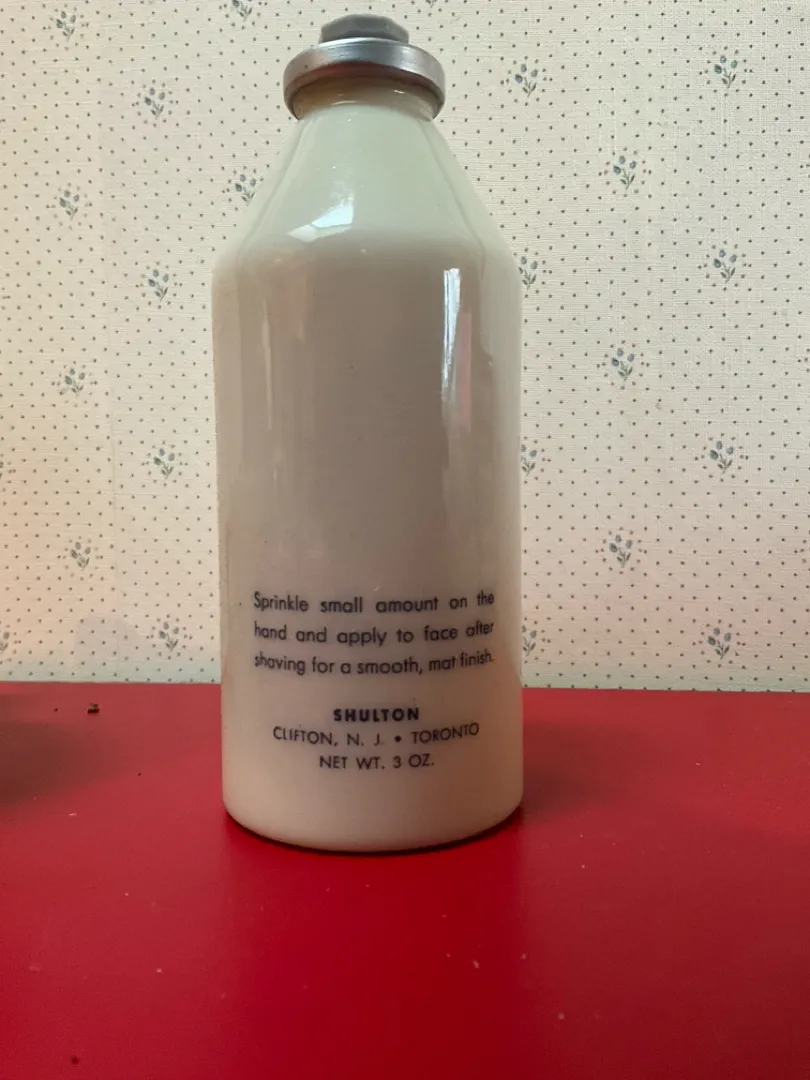 Sprinkle small amount on the
hand and apply to face after
shaving for a smooth, mat finish.
SHULTON
CLIFTON, N. J. • TORONTO
NET WT. 3 OZ.